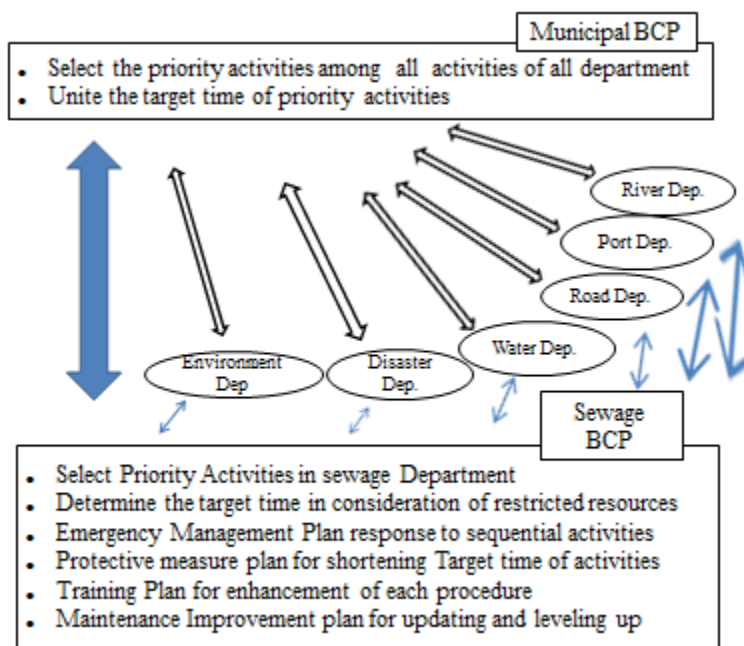 Municipal BCP
• Select the priority activities among all activities of all department
• Unite the target time of priority activities
River Dep.
Port Dep.
Road Dep.
Water Dep.
Environment
Dep
Disaster
Dep.
Sewage
BCP
• Select Priority Activities in sewage Department
• Determine the target time in consideration of restricted resources
• Emergency Management Plan response to sequential activities
• Protective measure plan for shortening Target time of activities
• Training Plan for enhancement of each procedure
• Maintenance Improvement plan for updating and leveling up